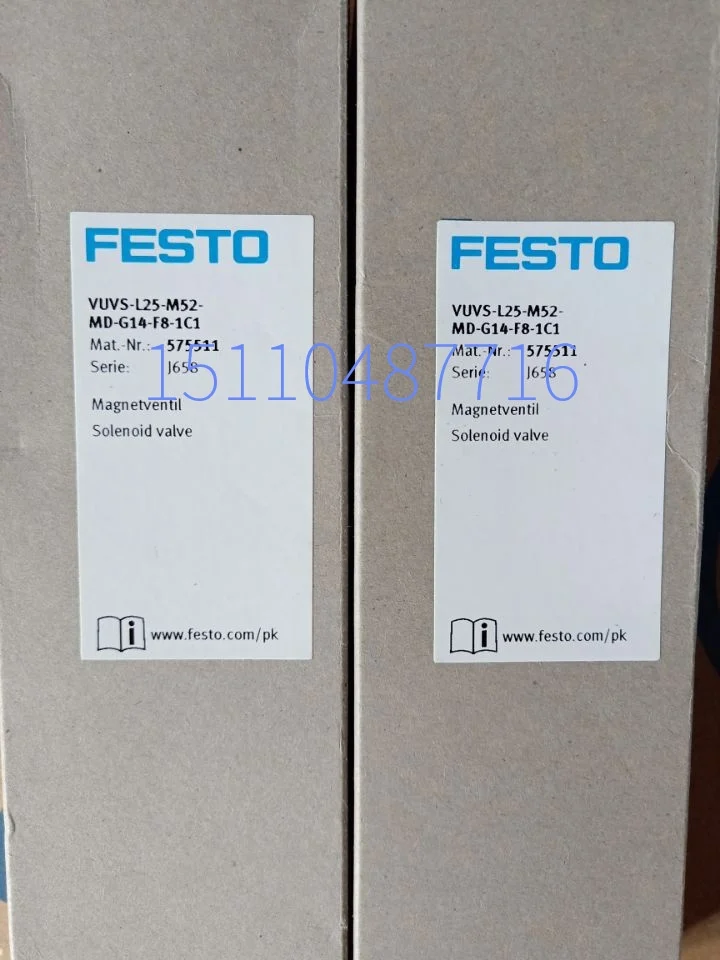 FESTO
VUVS-L25-M52-
MD-G14-F8-1C1
Mat.-Nr.: 575511
Serie: J658
Magnetventil
Solenoid valve
www.festo.com/pk
FESTO
VUVS-L25-M52-
MD-G14-F8-1C1
Mat.-Nr.: 575511
Serie: J658
Magnetventil
Solenoid valve
www.festo.com/pk
15110487716